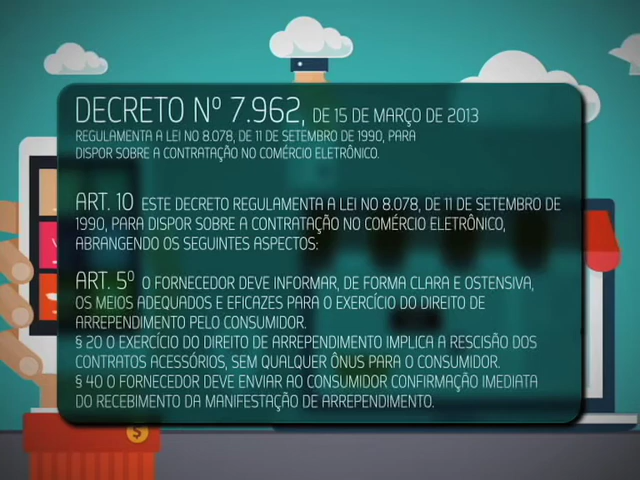 DECRETO Nº 7.962, DE 15 DE MARÇO DE 2013
REGULAMENTA A LEI NO 8.078, DE 11 DE SETEMBRO DE 1990, PARA
DISPOR SOBRE A CONTRATAÇÃO NO COMÉRCIO ELETRÔNICO.
ART. 10 ESTE DECRETO REGULAMENTA A LEI NO 8.078, DE 11 DE SETEMBRO DE
1990, PARA DISPOR SOBRE A CONTRATAÇÃO NO COMÉRCIO ELETRÔNICO,
ABRANGENDO OS SEGUINTES ASPECTOS:
ART. 5º O FORNECEDOR DEVE INFORMAR, DE FORMA CLARA E OSTENSIVA,
OS MEIOS ADEQUADOS E EFICAZES PARA O EXERCÍCIO DO DIREITO DE
ARREPENDIMENTO PELO CONSUMIDOR.
§ 20 O EXERCÍCIO DO DIREITO DE ARREPENDIMENTO IMPLICA A RESCISÃO DOS
CONTRATOS ACESSÓRIOS, SEM QUALQUER ÔNUS PARA O CONSUMIDOR.
§ 40 O FORNECEDOR DEVE ENVIAR AO CONSUMIDOR CONFIRMAÇÃO IMEDIATA
DO RECEBIMENTO DA MANIFESTAÇÃO DE ARREPENDIMENTO.
$